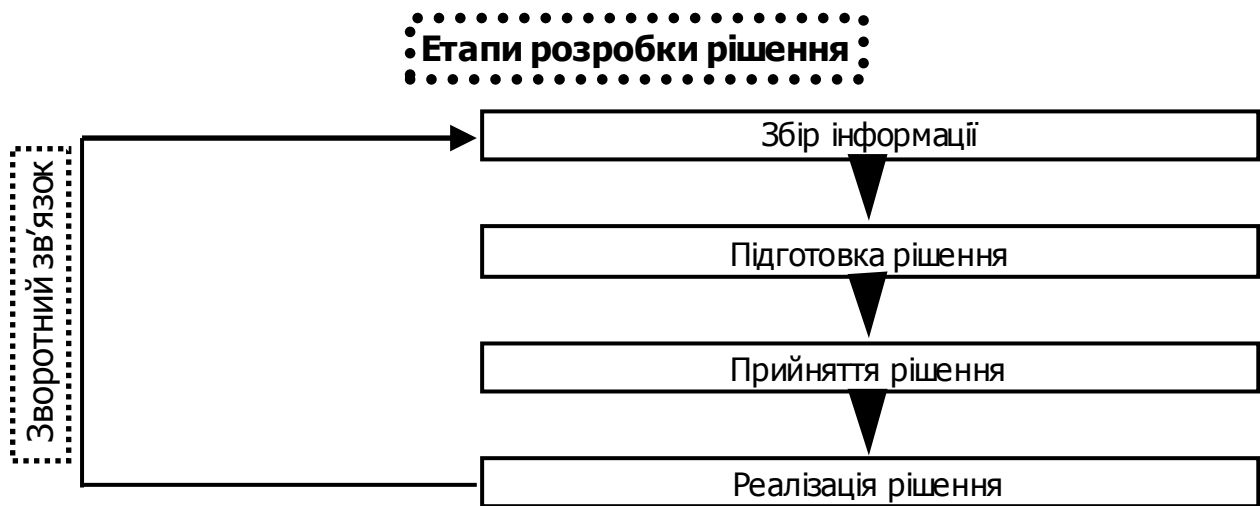 Етапи розробки рішення
Збір інформації
Підготовка рішення
Прийняття рішення
Реалізація рішення
Зворотний зв’язок